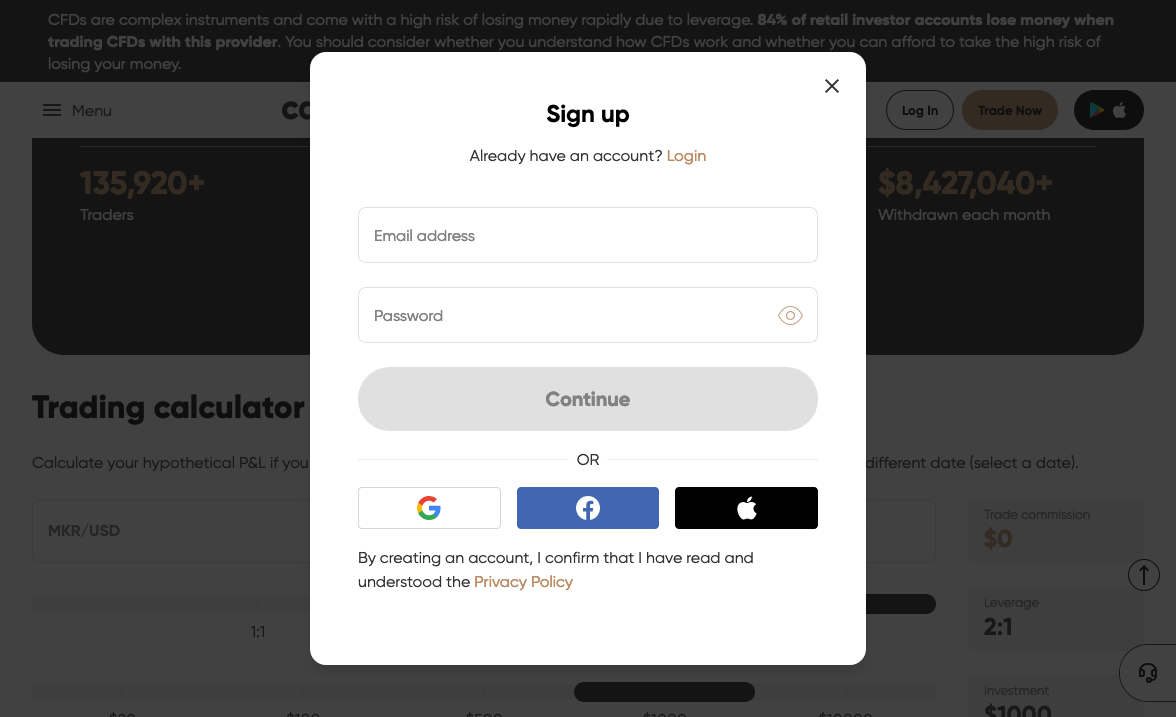 CFDs are complex instruments and come with a high risk of losing money rapidly due to leverage. 84% of retail investor accounts lose money when
trading CFDs with this provider. You should consider whether you understand how CFDs work and whether you can afford to take the high risk of
losing your money.
Menu
Log In
Trade Now
Sign up
Already have an account? Login
135,920+
Traders
$8,427,040+
Withdrawn each month
Email address
Password
Continue
OR
By creating an account, I confirm that I have read and
understood the Privacy Policy
Trading calculator
Calculate your hypothetical P&L if you
different date (select a date).
MKR/USD
Trade commission
$0
1:1
Leverage
2:1
Investment
$1000